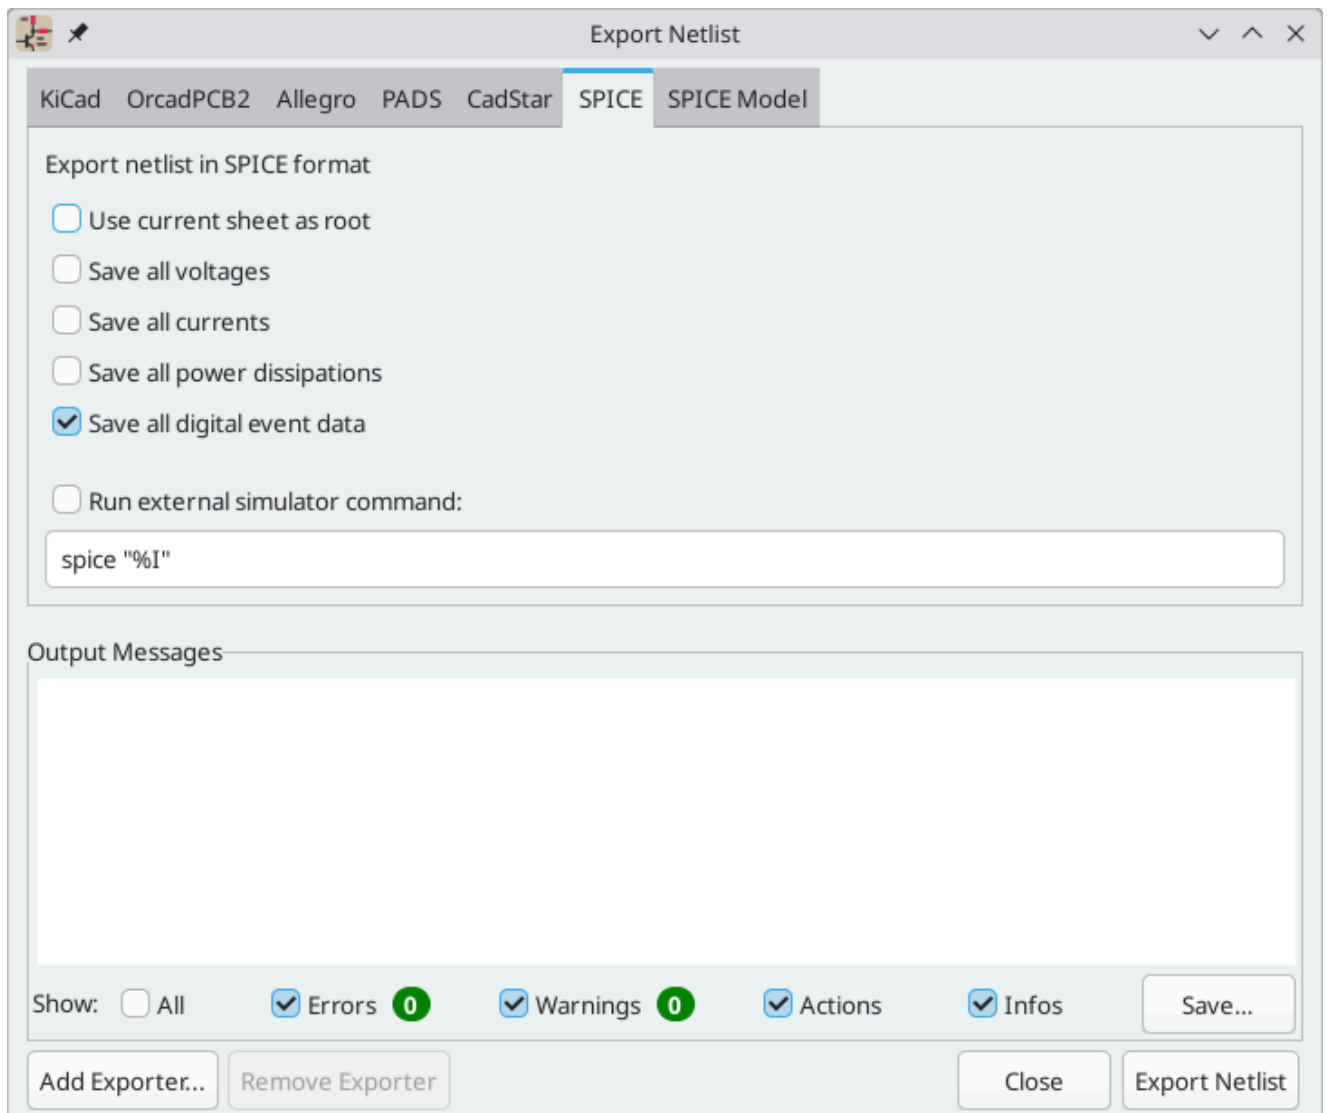 Export Netlist
KiCad OrcadPCB2 Allegro PADS CadStar SPICE SPICE Model
Export netlist in SPICE format
Use current sheet as root
Save all voltages
Save all currents
Save all power dissipations
Save all digital event data
Run external simulator command:
spice "%I"
Output Messages
Show: All Errors 0 Warnings 0 Actions Infos Save...
Add Exporter... Remove Exporter Close Export Netlist